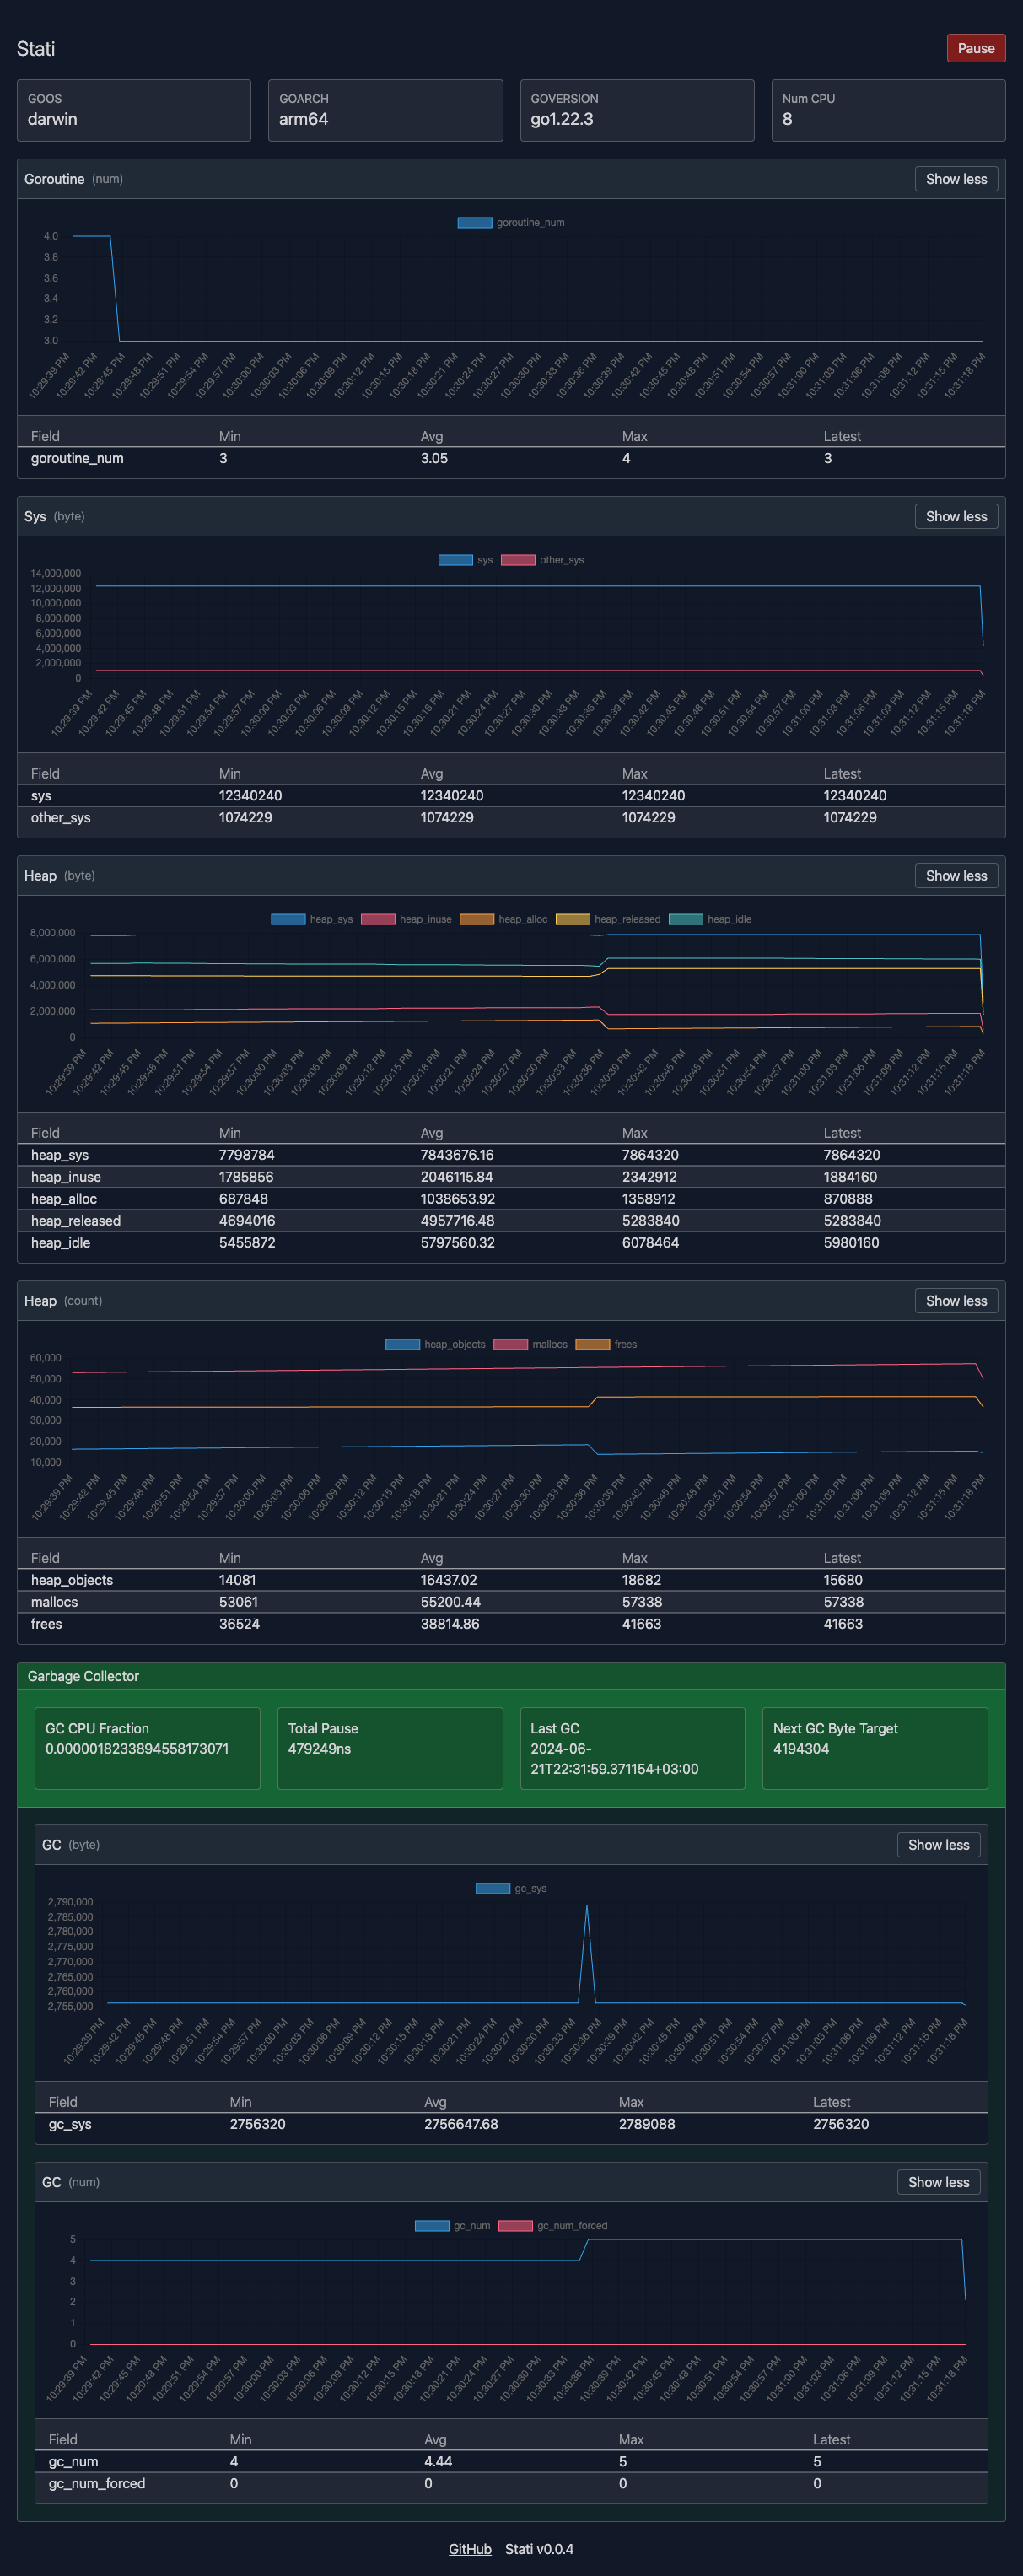 Stati
Pause
GOOS
darwin
GOARCH
arm64
GOVERSION
go1.22.3
Num CPU
8
Goroutine (num)
Show less
goroutine_num
4.0
3.8
3.6
3.4
3.2
3.0
10:29:39 PM 10:29:42 PM 10:29:45 PM 10:29:48 PM 10:29:51 PM 10:29:54 PM 10:29:57 PM 10:30:00 PM 10:30:03 PM 10:30:06 PM 10:30:09 PM 10:30:12 PM 10:30:15 PM 10:30:18 PM 10:30:21 PM 10:30:24 PM 10:30:27 PM 10:30:30 PM 10:30:33 PM 10:30:36 PM 10:30:39 PM 10:30:42 PM 10:30:45 PM 10:30:48 PM 10:30:51 PM 10:30:54 PM 10:30:57 PM 10:31:00 PM 10:31:03 PM 10:31:06 PM 10:31:09 PM 10:31:12 PM 10:31:15 PM 10:31:18 PM
Field Min Avg Max Latest
goroutine_num 3 3.05 4 3
Sys (byte)
Show less
sys other_sys
14,000,000
12,000,000
10,000,000
8,000,000
6,000,000
4,000,000
2,000,000
0
10:29:39 PM 10:29:42 PM 10:29:45 PM 10:29:48 PM 10:29:51 PM 10:29:54 PM 10:29:57 PM 10:30:00 PM 10:30:03 PM 10:30:06 PM 10:30:09 PM 10:30:12 PM 10:30:15 PM 10:30:18 PM 10:30:21 PM 10:30:24 PM 10:30:27 PM 10:30:30 PM 10:30:33 PM 10:30:36 PM 10:30:39 PM 10:30:42 PM 10:30:45 PM 10:30:48 PM 10:30:51 PM 10:30:54 PM 10:30:57 PM 10:31:00 PM 10:31:03 PM 10:31:06 PM 10:31:09 PM 10:31:12 PM 10:31:15 PM 10:31:18 PM
Field Min Avg Max Latest
sys 12340240 12340240 12340240 12340240
other_sys 1074229 1074229 1074229 1074229
Heap (byte)
Show less
heap_sys heap_inuse heap_alloc heap_released heap_idle
8,000,000
6,000,000
4,000,000
2,000,000
0
10:29:39 PM 10:29:42 PM 10:29:45 PM 10:29:48 PM 10:29:51 PM 10:29:54 PM 10:29:57 PM 10:30:00 PM 10:30:03 PM 10:30:06 PM 10:30:09 PM 10:30:12 PM 10:30:15 PM 10:30:18 PM 10:30:21 PM 10:30:24 PM 10:30:27 PM 10:30:30 PM 10:30:33 PM 10:30:36 PM 10:30:39 PM 10:30:42 PM 10:30:45 PM 10:30:48 PM 10:30:51 PM 10:30:54 PM 10:30:57 PM 10:31:00 PM 10:31:03 PM 10:31:06 PM 10:31:09 PM 10:31:12 PM 10:31:15 PM 10:31:18 PM
Field Min Avg Max Latest
heap_sys 7798784 7843676.16 7864320 7864320
heap_inuse 1785856 2046115.84 2342912 1884160
heap_alloc 687848 1038653.92 1358912 870888
heap_released 4694016 4957716.48 5283840 5283840
heap_idle 5455872 5797560.32 6078464 5980160
Heap (count)
Show less
heap_objects mallocs frees
60,000
50,000
40,000
30,000
20,000
10,000
10:29:39 PM 10:29:42 PM 10:29:45 PM 10:29:48 PM 10:29:51 PM 10:29:54 PM 10:29:57 PM 10:30:00 PM 10:30:03 PM 10:30:06 PM 10:30:09 PM 10:30:12 PM 10:30:15 PM 10:30:18 PM 10:30:21 PM 10:30:24 PM 10:30:27 PM 10:30:30 PM 10:30:33 PM 10:30:36 PM 10:30:39 PM 10:30:42 PM 10:30:45 PM 10:30:48 PM 10:30:51 PM 10:30:54 PM 10:30:57 PM 10:31:00 PM 10:31:03 PM 10:31:06 PM 10:31:09 PM 10:31:12 PM 10:31:15 PM 10:31:18 PM
Field Min Avg Max Latest
heap_objects 14081 16437.02 18682 15680
mallocs 53061 55200.44 57338 57338
frees 36524 38814.86 41663 41663
Garbage Collector
GC CPU Fraction
0.0000018233894558173071
Total Pause
479249ns
Last GC
2024-06-
21T22:31:59.371154+03:00
Next GC Byte Target
4194304
GC (byte)
Show less
gc_sys
2,790,000
2,785,000
2,780,000
2,775,000
2,770,000
2,765,000
2,760,000
2,755,000
10:29:39 PM 10:29:42 PM 10:29:45 PM 10:29:48 PM 10:29:51 PM 10:29:54 PM 10:29:57 PM 10:30:00 PM 10:30:03 PM 10:30:06 PM 10:30:09 PM 10:30:12 PM 10:30:15 PM 10:30:18 PM 10:30:21 PM 10:30:24 PM 10:30:27 PM 10:30:30 PM 10:30:33 PM 10:30:36 PM 10:30:39 PM 10:30:42 PM 10:30:45 PM 10:30:48 PM 10:30:51 PM 10:30:54 PM 10:30:57 PM 10:31:00 PM 10:31:03 PM 10:31:06 PM 10:31:09 PM 10:31:12 PM 10:31:15 PM 10:31:18 PM
Field Min Avg Max Latest
gc_sys 2756320 2756647.68 2789088 2756320
GC (num)
Show less
gc_num gc_num_forced
5
4
3
2
1
0
10:29:39 PM 10:29:42 PM 10:29:45 PM 10:29:48 PM 10:29:51 PM 10:29:54 PM 10:29:57 PM 10:30:00 PM 10:30:03 PM 10:30:06 PM 10:30:09 PM 10:30:12 PM 10:30:15 PM 10:30:18 PM 10:30:21 PM 10:30:24 PM 10:30:27 PM 10:30:30 PM 10:30:33 PM 10:30:36 PM 10:30:39 PM 10:30:42 PM 10:30:45 PM 10:30:48 PM 10:30:51 PM 10:30:54 PM 10:30:57 PM 10:31:00 PM 10:31:03 PM 10:31:06 PM 10:31:09 PM 10:31:12 PM 10:31:15 PM 10:31:18 PM
Field Min Avg Max Latest
gc_num 4 4.44 5 5
gc_num_forced 0 0 0 0
GitHub Stati v0.0.4